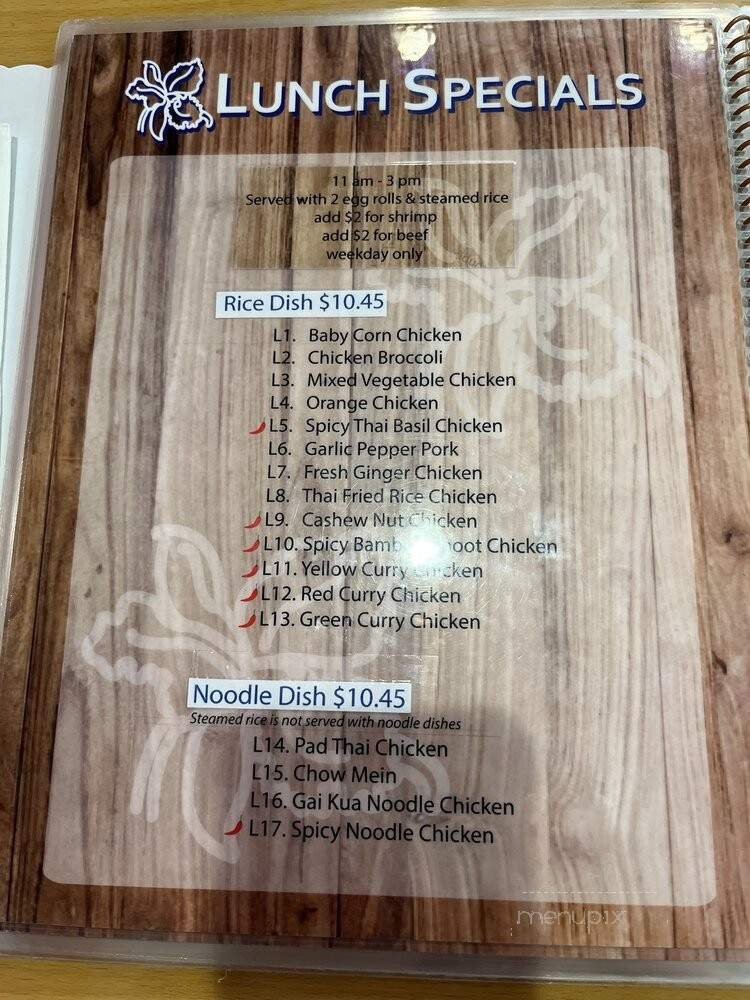 LUNCH SPECIALS
11 am - 3 pm
Served with 2 egg rolls & steamed rice
add $2 for shrimp
add $2 for beef
weekday only
Rice Dish $10.45
L1. Baby Corn Chicken
L2. Chicken Broccoli
L3. Mixed Vegetable Chicken
L4. Orange Chicken
L5. Spicy Thai Basil Chicken
L6. Garlic Pepper Pork
L7. Fresh Ginger Chicken
L8. Thai Fried Rice Chicken
L9. Cashew Nut Chicken
L10. Spicy Bamboo Shoot Chicken
L11. Yellow Curry Chicken
L12. Red Curry Chicken
L13. Green Curry Chicken
Noodle Dish $10.45
Steamed rice is not served with noodle dishes
L14. Pad Thai Chicken
L15. Chow Mein
L16. Gai Kua Noodle Chicken
L17. Spicy Noodle Chicken
menupix